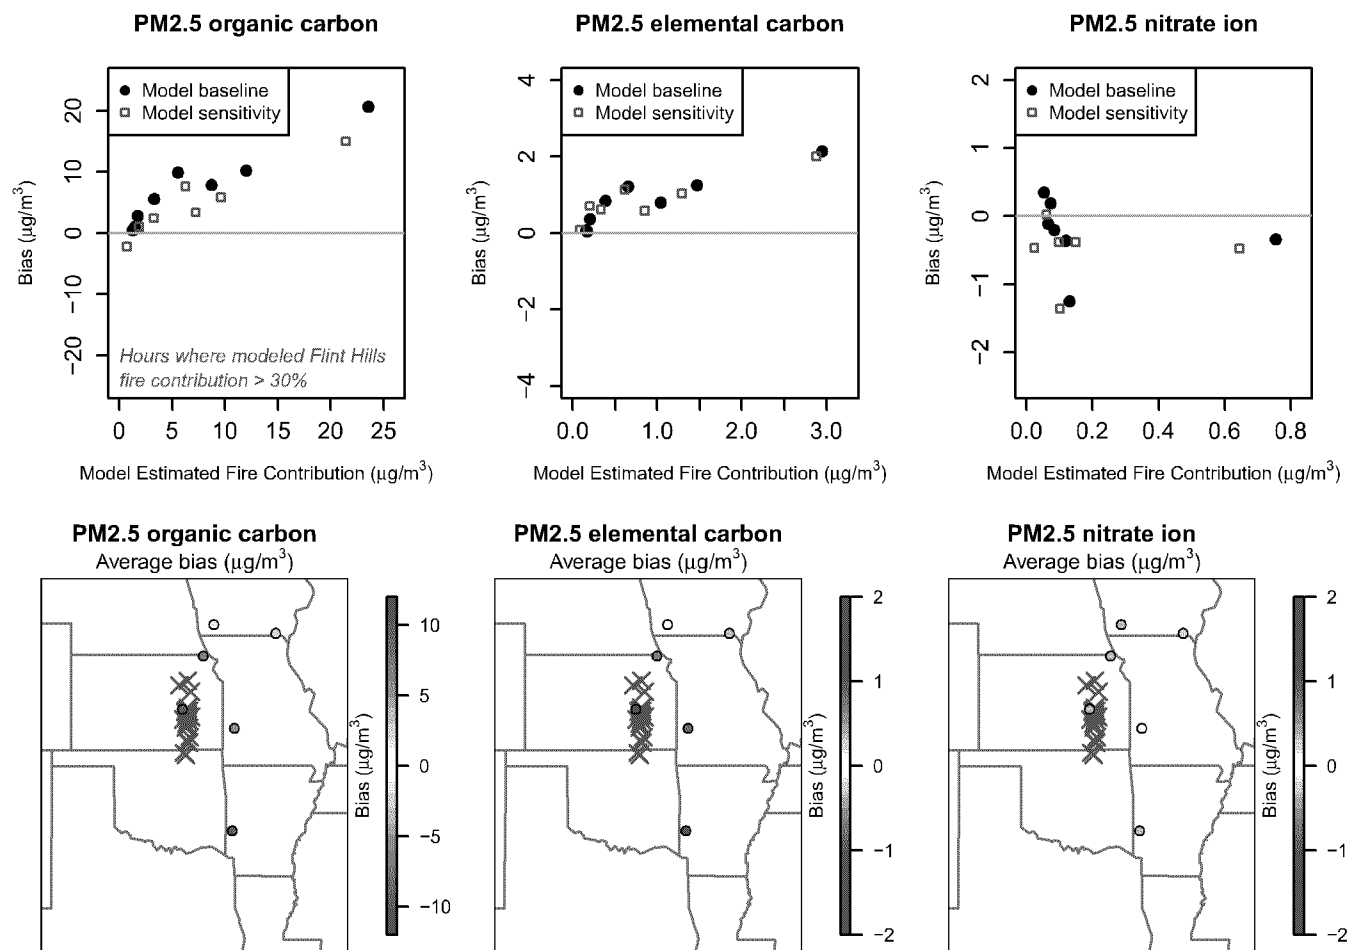 PM2.5 organic carbon
Model baseline
Model sensitivity
20
10
0
−10
−20
Bias (μg/m³)
Hours where modeled Flint Hills
fire contribution > 30%
0 5 10 15 20 25
Model Estimated Fire Contribution (μg/m³)
PM2.5 elemental carbon
Model baseline
Model sensitivity
4
2
0
−2
−4
Bias (μg/m³)
0.0 1.0 2.0 3.0
Model Estimated Fire Contribution (μg/m³)
PM2.5 nitrate ion
Model baseline
Model sensitivity
2
1
0
−1
−2
Bias (μg/m³)
0.0 0.2 0.4 0.6 0.8
Model Estimated Fire Contribution (μg/m³)
PM2.5 organic carbon
Average bias (μg/m³)
10
5
0
−5
−10
Bias (μg/m³)
PM2.5 elemental carbon
Average bias (μg/m³)
2
1
0
−1
−2
Bias (μg/m³)
PM2.5 nitrate ion
Average bias (μg/m³)
2
1
0
−1
−2
Bias (μg/m³)